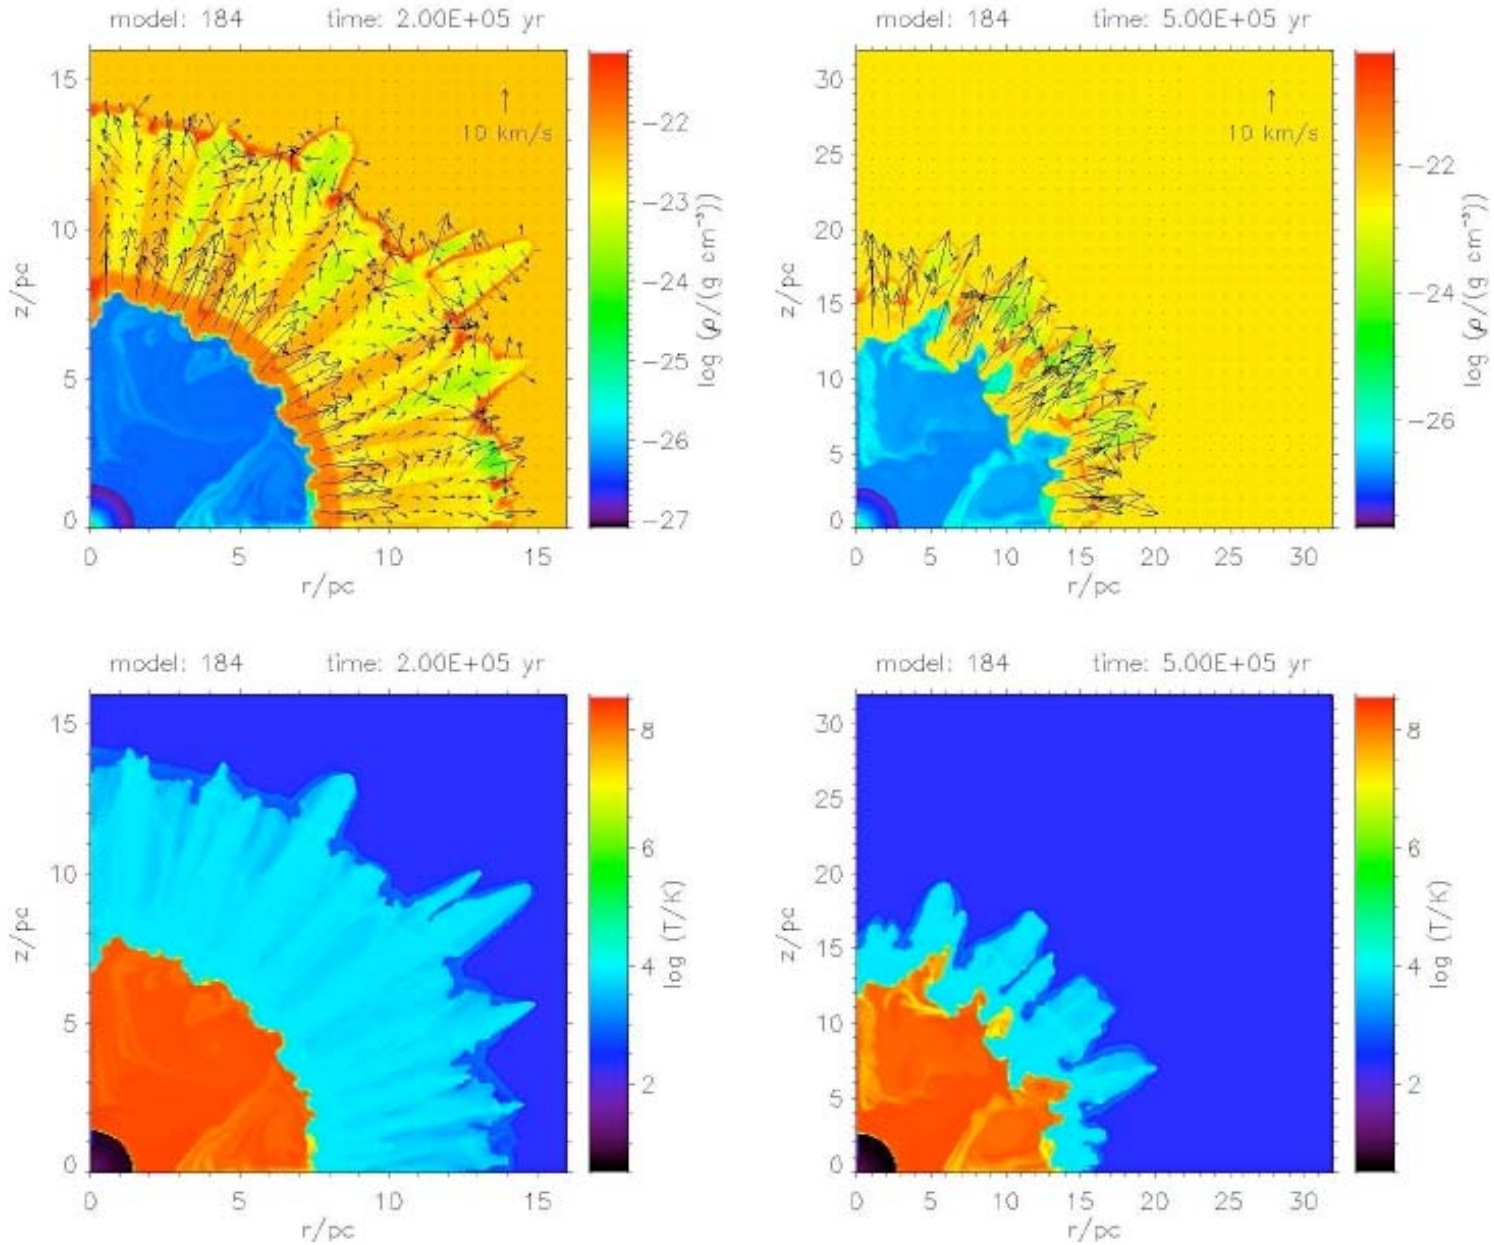 model: 184 time: 2.00E+05 yr
15
10
5
0
z/pc
10 km/s
0 5 10 15
r/pc
-22
-23
-24
-25
-26
-27
log (ρ/(g cm⁻³))
model: 184 time: 5.00E+05 yr
30
25
20
15
10
5
0
z/pc
10 km/s
0 5 10 15 20 25 30
r/pc
-22
-24
-26
log (ρ/(g cm⁻³))
model: 184 time: 2.00E+05 yr
15
10
5
0
z/pc
0 5 10 15
r/pc
8
6
4
2
log (T/K)
model: 184 time: 5.00E+05 yr
30
25
20
15
10
5
0
z/pc
0 5 10 15 20 25 30
r/pc
8
6
4
2
log (T/K)